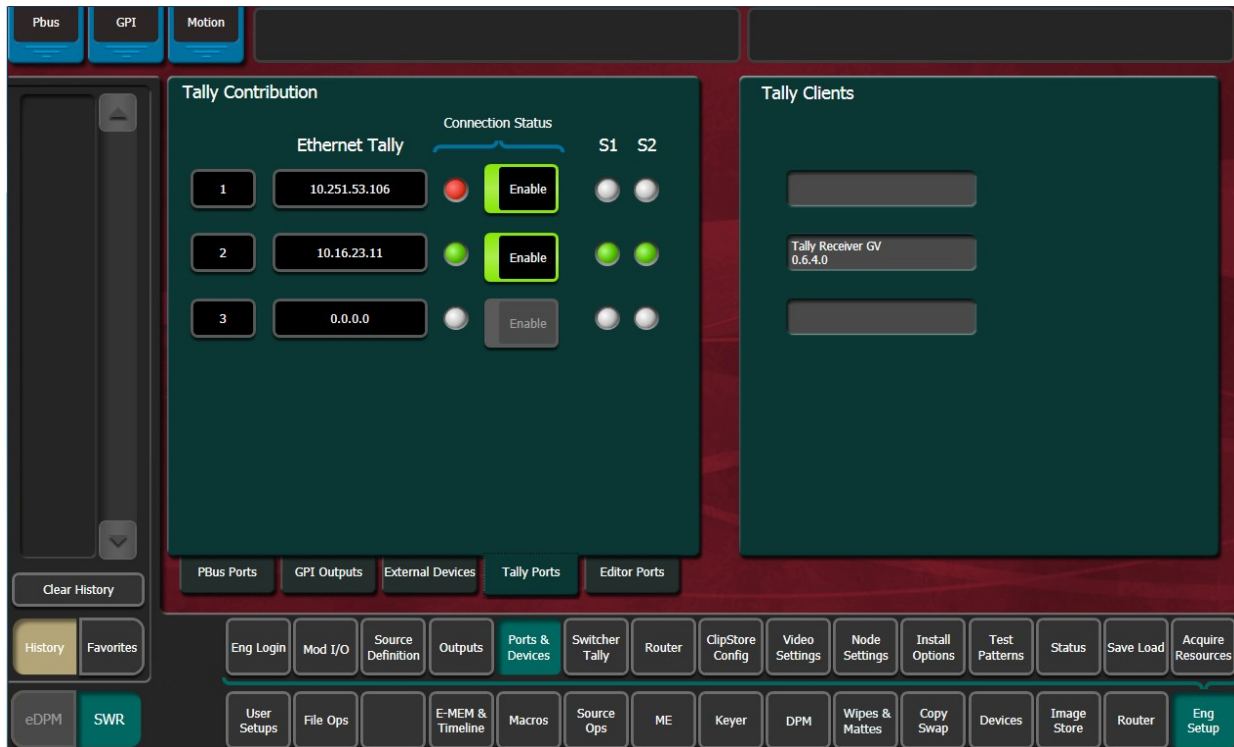 Pbus
GPI
Motion
Tally Contribution
Connection Status
Ethernet Tally
S1 S2
1
10.251.53.106
Enable
2
10.16.23.11
Enable
3
0.0.0.0
Enable
Tally Clients
Tally Receiver GV
0.6.4.0
PBus Ports
GPI Outputs
External Devices
Tally Ports
Editor Ports
Clear History
History
Favorites
Eng Login
Mod I/O
Source
Definition
Outputs
Ports &
Devices
Switcher
Tally
Router
ClipStore
Config
Video
Settings
Node
Settings
Install
Options
Test
Patterns
Status
Save Load
Acquire
Resources
eDPM
SWR
User
Setups
File Ops
E-MEM &
Timeline
Macros
Source
Ops
ME
Keyer
DPM
Wipes &
Mattes
Copy
Swap
Devices
Image
Store
Router
Eng
Setup